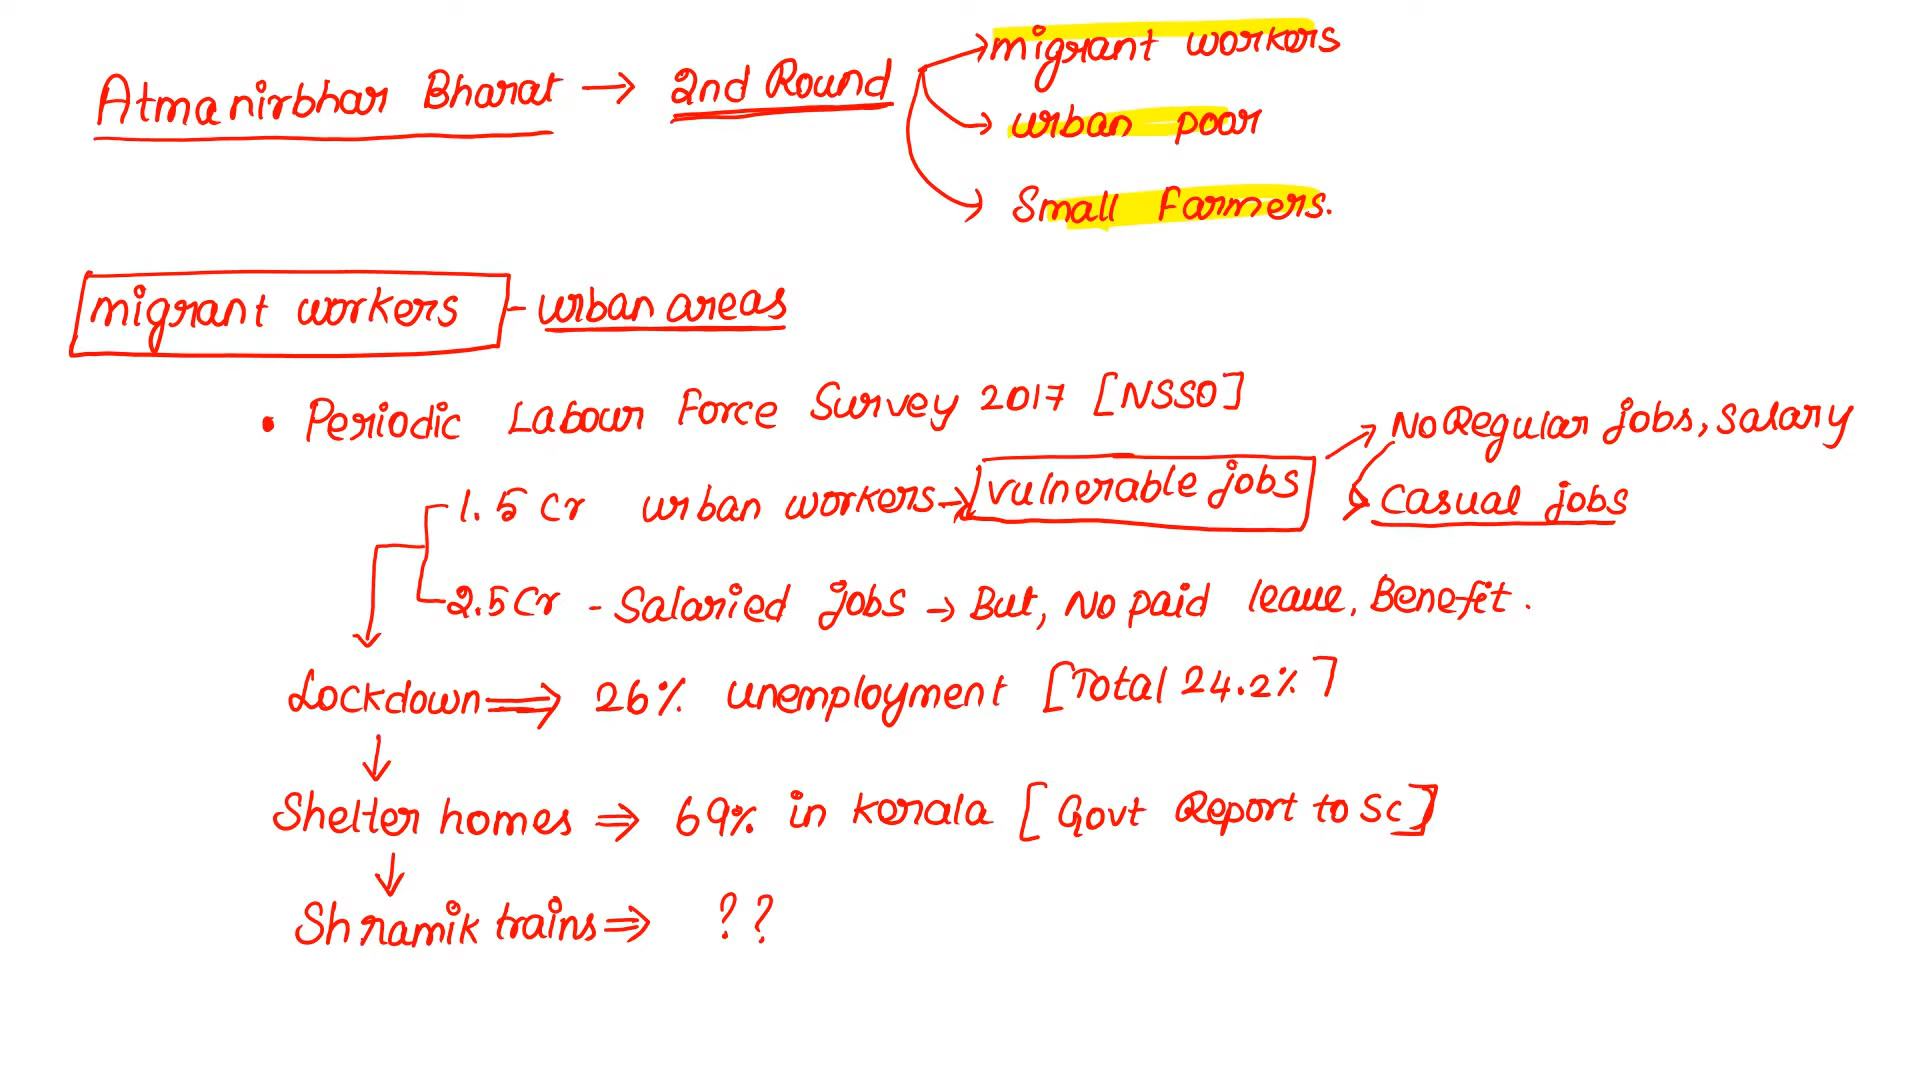 Atmanirbhar Bharat → 2nd Round
→ migrant workers
→ urban poor
→ Small Farmers.
migrant workers - urban areas
• Periodic Labour Force Survey 2017 [NSSO]
1.5 Cr urban workers → vulnerable jobs
→ No Regular jobs, Salary
→ Casual jobs
2.5 Cr - Salaried jobs → But, No paid leave, Benefit.
Lockdown ⇒ 26% unemployment [Total 24.2%]
Shelter homes ⇒ 69% in kerala [Govt Report to SC]
Shramik trains ⇒ ??